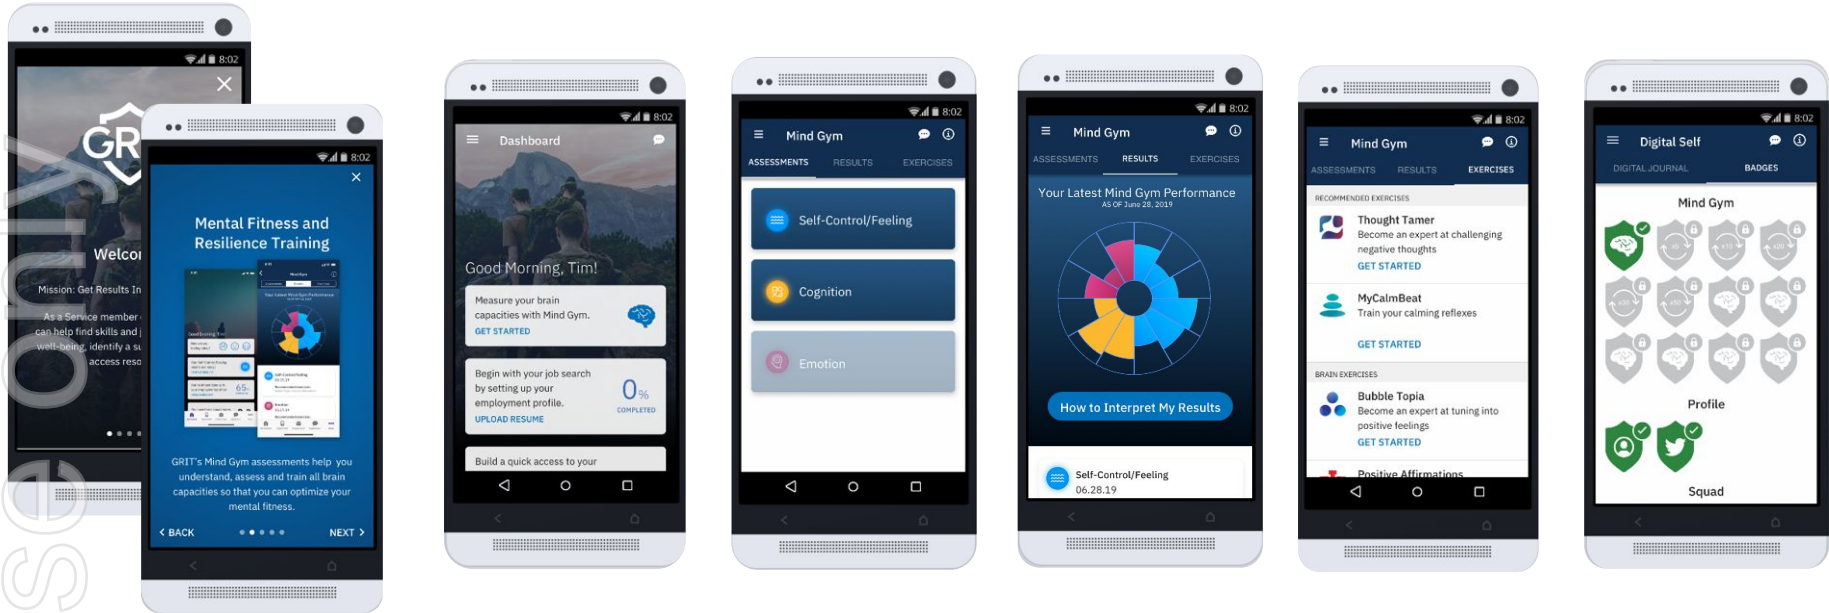 8:02
GR
Welcor
Mission: Get Results In
As a Service member
can help find skills and
well-being, identify a su
access reso
8:02
Mental Fitness and
Resilience Training
GRIT's Mind Gym assessments help you
understand, assess and train all brain
capacities so that you can optimize your
mental fitness.
< BACK
NEXT >
8:02
Dashboard
Good Morning, Tim!
Measure your brain
capacities with Mind Gym.
GET STARTED
Begin with your job search
by setting up your
employment profile.
UPLOAD RESUME
0%
COMPLETED
Build a quick access to your
8:02
Mind Gym
ASSESSMENTS RESULTS EXERCISES
Self-Control/Feeling
Cognition
Emotion
8:02
Mind Gym
ASSESSMENTS RESULTS EXERCISES
Your Latest Mind Gym Performance
AS OF June 28, 2019
How to Interpret My Results
Self-Control/Feeling
06.28.19
8:02
Mind Gym
ASSESSMENTS RESULTS EXERCISES
RECOMMENDED EXERCISES
Thought Tamer
Become an expert at challenging
negative thoughts
GET STARTED
MyCalmBeat
Train your calming reflexes
GET STARTED
BRAIN EXERCISES
Bubble Topia
Become an expert at tuning into
positive feelings
GET STARTED
Positive Affirmations
8:02
Digital Self
DIGITAL JOURNAL BADGES
Mind Gym
x5 x10 x20
x30 x50
Profile
Squad
se only